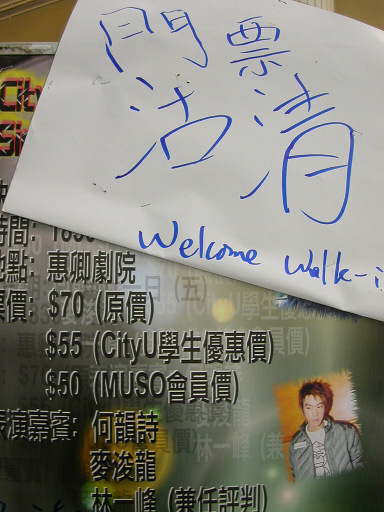 門票
沽清
Welcome Walk-i
City
時間: 1830
地點: 惠卿劇院
票價: $70 (原價)
$55 (CityU學生優惠價)
$50 (MUSO會員價)
表演嘉賓: 何韻詩
麥浚龍
林一峰 (兼任評判)